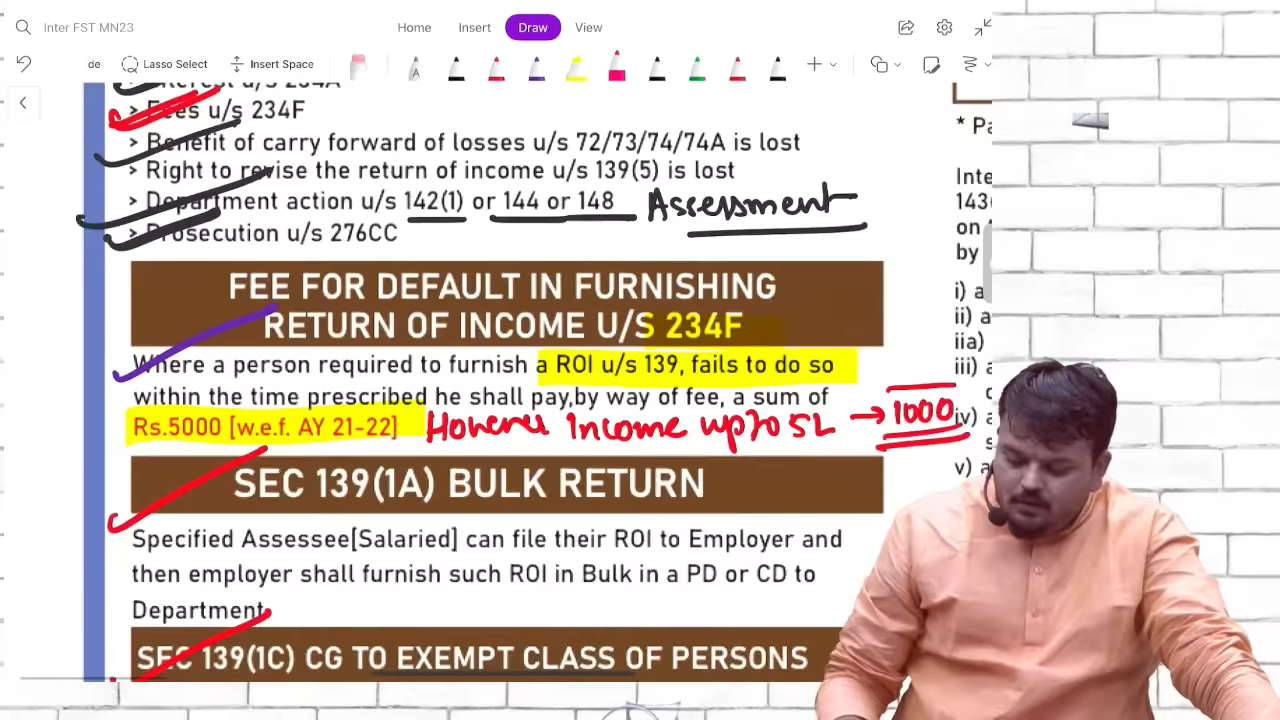 Inter FST MN23
Home
Insert
Draw
View
de
Lasso Select
Insert Space
> Interest u/s 234A
> Fees u/s 234F
> Benefit of carry forward of losses u/s 72/73/74/74A is lost
> Right to revise the return of income u/s 139(5) is lost
> Department action u/s 142(1) or 144 or 148 Assessment
> Prosecution u/s 276CC
FEE FOR DEFAULT IN FURNISHING
RETURN OF INCOME U/S 234F
Where a person required to furnish a ROI u/s 139, fails to do so
within the time prescribed he shall pay,by way of fee, a sum of
Rs.5000 [w.e.f. AY 21-22] However Income upto 5L → 1000
SEC 139(1A) BULK RETURN
Specified Assessee[Salaried] can file their ROI to Employer and
then employer shall furnish such ROI in Bulk in a PD or CD to
Department
SEC 139(1C) CG TO EXEMPT CLASS OF PERSONS
* Pa
Inte
143(
on
by
i) a
ii) a
iia)
iii) a
iv) a
v) a